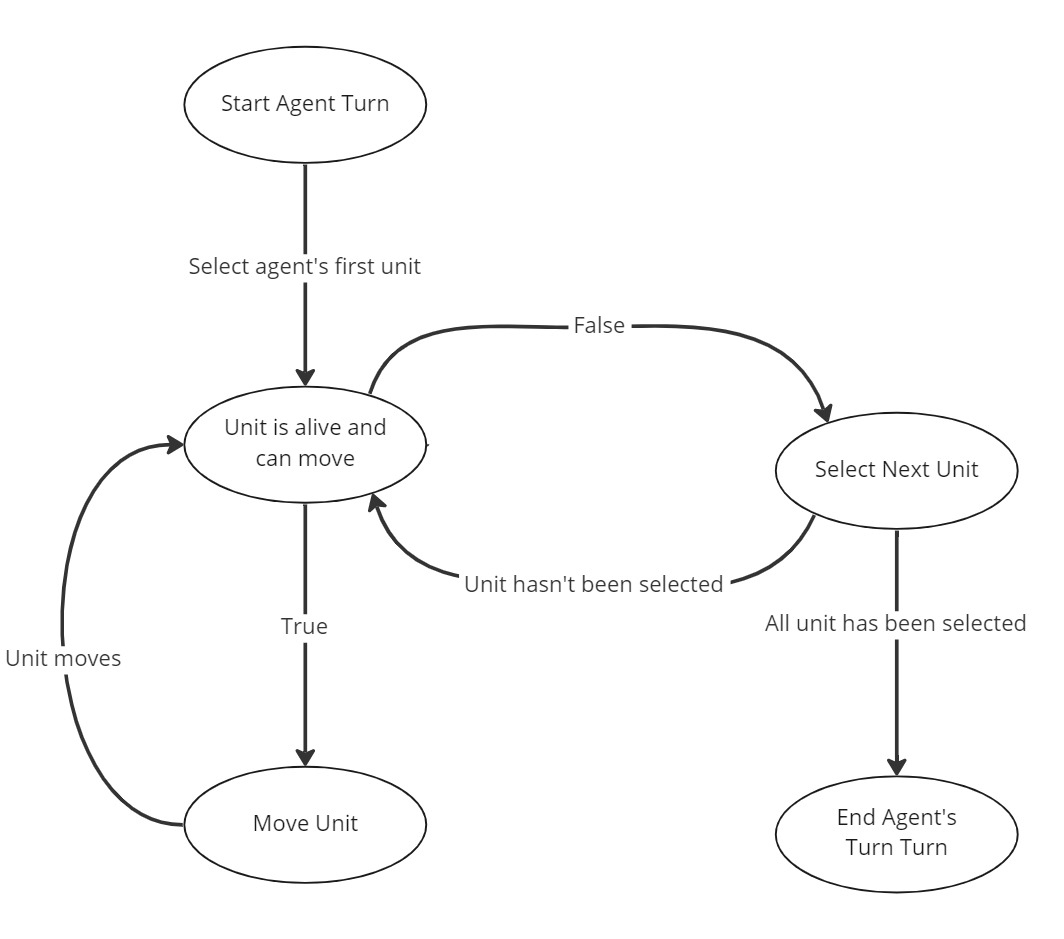 Start Agent Turn
Select agent's first unit
False
Unit is alive and
can move
Select Next Unit
Unit hasn't been selected
True
All unit has been selected
Unit moves
Move Unit
End Agent's
Turn Turn